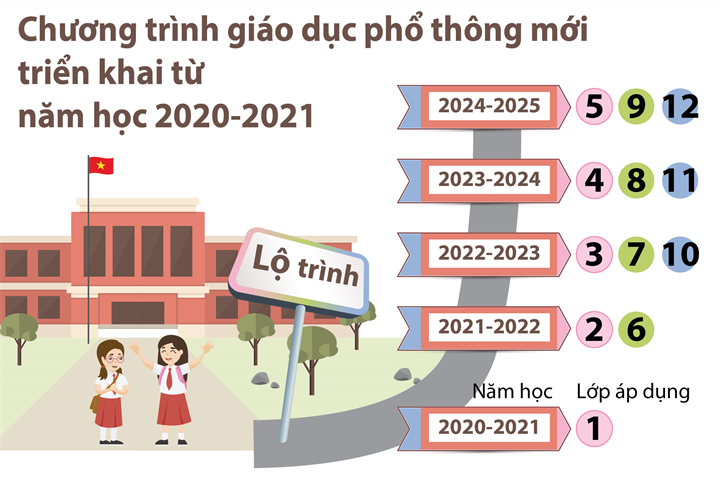 Chương trình giáo dục phổ thông mới
triển khai từ
năm học 2020-2021
2024-2025 5 9 12
2023-2024 4 8 11
2022-2023 3 7 10
Lộ trình
2021-2022 2 6
Năm học Lớp áp dụng
2020-2021 1